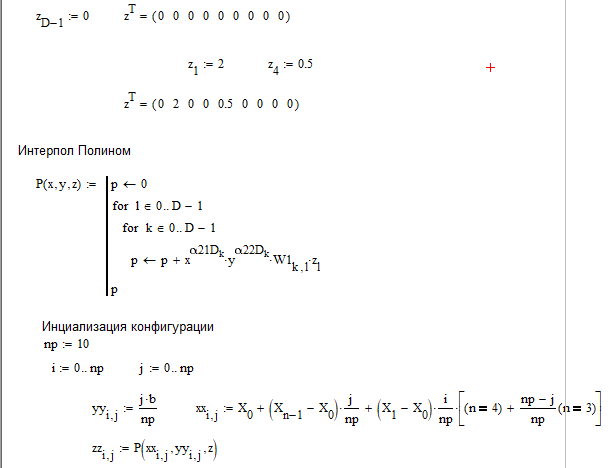 z_{D−1} := 0 z^T = (0 0 0 0 0 0 0 0 0)
z_1 := 2 z_4 := 0.5
z^T = (0 2 0 0 0.5 0 0 0 0)
Интерпол Полином
P(x,y,z) := p ← 0
for l ∈ 0.. D − 1
for k ∈ 0.. D − 1
p ← p + x^{α21D_k}·y^{α22D_k}·W1_{k,l}·z_l
p
Инциализация конфигурации
np := 10
i := 0.. np j := 0.. np
yy_{i,j} := j·b/np xx_{i,j} := X_0 + (X_{n−1} − X_0)·j/np + (X_1 − X_0)·i/np·[(n = 4) + (np − j)/np·(n = 3)]
zz_{i,j} := P(xx_{i,j}, yy_{i,j}, z)